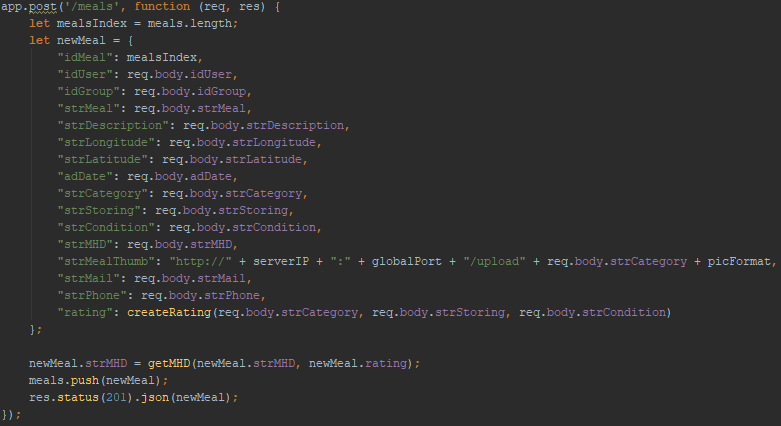 app.post('/meals', function (req, res) {
    let mealsIndex = meals.length;
    let newMeal = {
        "idMeal": mealsIndex,
        "idUser": req.body.idUser,
        "idGroup": req.body.idGroup,
        "strMeal": req.body.strMeal,
        "strDescription": req.body.strDescription,
        "strLongitude": req.body.strLongitude,
        "strLatitude": req.body.strLatitude,
        "adDate": req.body.adDate,
        "strCategory": req.body.strCategory,
        "strStoring": req.body.strStoring,
        "strCondition": req.body.strCondition,
        "strMHD": req.body.strMHD,
        "strMealThumb": "http://" + serverIP + ":" + globalPort + "/upload" + req.body.strCategory + picFormat,
        "strMail": req.body.strMail,
        "strPhone": req.body.strPhone,
        "rating": createRating(req.body.strCategory, req.body.strStoring, req.body.strCondition)
    };

    newMeal.strMHD = getMHD(newMeal.strMHD, newMeal.rating);
    meals.push(newMeal);
    res.status(201).json(newMeal);
});